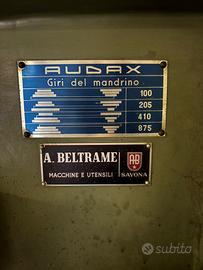 AUDAX
Giri del mandrino
100
205
410
875
A. BELTRAME
MACCHINE E UTENSILI
AB
SAVONA
subito